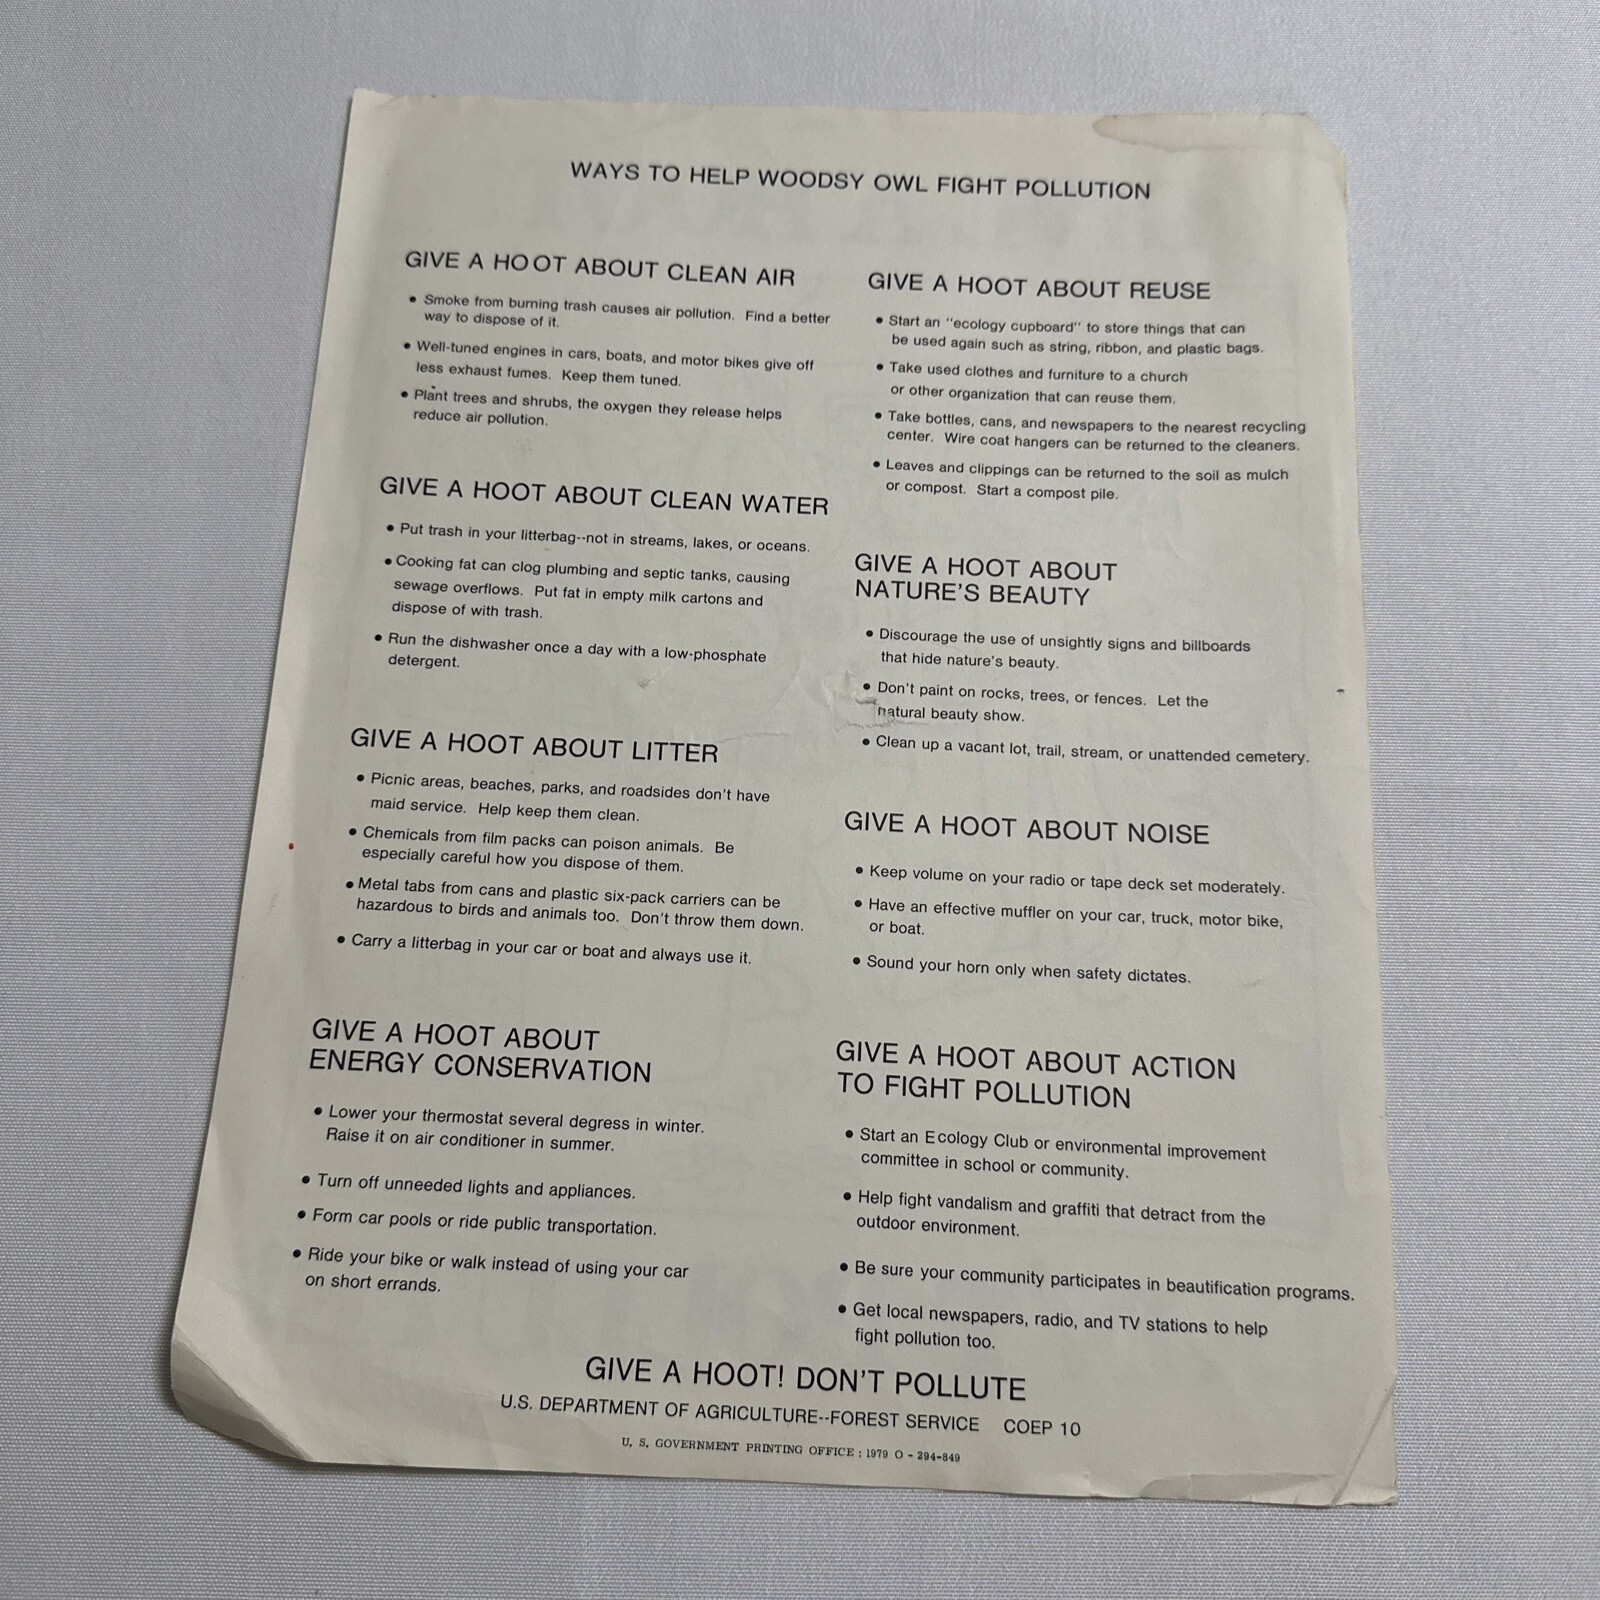 WAYS TO HELP WOODSY OWL FIGHT POLLUTION
GIVE A HOOT ABOUT CLEAN AIR
• Smoke from burning trash causes air pollution. Find a better
way to dispose of it.
• Well-tuned engines in cars, boats, and motor bikes give off
less exhaust fumes. Keep them tuned.
• Plant trees and shrubs, the oxygen they release helps
reduce air pollution.
GIVE A HOOT ABOUT CLEAN WATER
• Put trash in your litterbag--not in streams, lakes, or oceans.
• Cooking fat can clog plumbing and septic tanks, causing
sewage overflows. Put fat in empty milk cartons and
dispose of with trash.
• Run the dishwasher once a day with a low-phosphate
detergent.
GIVE A HOOT ABOUT LITTER
• Picnic areas, beaches, parks, and roadsides don't have
maid service. Help keep them clean.
• Chemicals from film packs can poison animals. Be
especially careful how you dispose of them.
• Metal tabs from cans and plastic six-pack carriers can be
hazardous to birds and animals too. Don't throw them down.
• Carry a litterbag in your car or boat and always use it.
GIVE A HOOT ABOUT
ENERGY CONSERVATION
• Lower your thermostat several degress in winter.
Raise it on air conditioner in summer.
• Turn off unneeded lights and appliances.
• Form car pools or ride public transportation.
• Ride your bike or walk instead of using your car
on short errands.
GIVE A HOOT ABOUT REUSE
• Start an "ecology cupboard" to store things that can
be used again such as string, ribbon, and plastic bags.
• Take used clothes and furniture to a church
or other organization that can reuse them.
• Take bottles, cans, and newspapers to the nearest recycling
center. Wire coat hangers can be returned to the cleaners.
• Leaves and clippings can be returned to the soil as mulch
or compost. Start a compost pile.
GIVE A HOOT ABOUT
NATURE'S BEAUTY
• Discourage the use of unsightly signs and billboards
that hide nature's beauty.
• Don't paint on rocks, trees, or fences. Let the
natural beauty show.
• Clean up a vacant lot, trail, stream, or unattended cemetery.
GIVE A HOOT ABOUT NOISE
• Keep volume on your radio or tape deck set moderately.
• Have an effective muffler on your car, truck, motor bike,
or boat.
• Sound your horn only when safety dictates.
GIVE A HOOT ABOUT ACTION
TO FIGHT POLLUTION
• Start an Ecology Club or environmental improvement
committee in school or community.
• Help fight vandalism and graffiti that detract from the
outdoor environment.
• Be sure your community participates in beautification programs.
• Get local newspapers, radio, and TV stations to help
fight pollution too.
GIVE A HOOT! DON'T POLLUTE
U.S. DEPARTMENT OF AGRICULTURE--FOREST SERVICE COEP 10
U. S. GOVERNMENT PRINTING OFFICE : 1979 O - 294-849